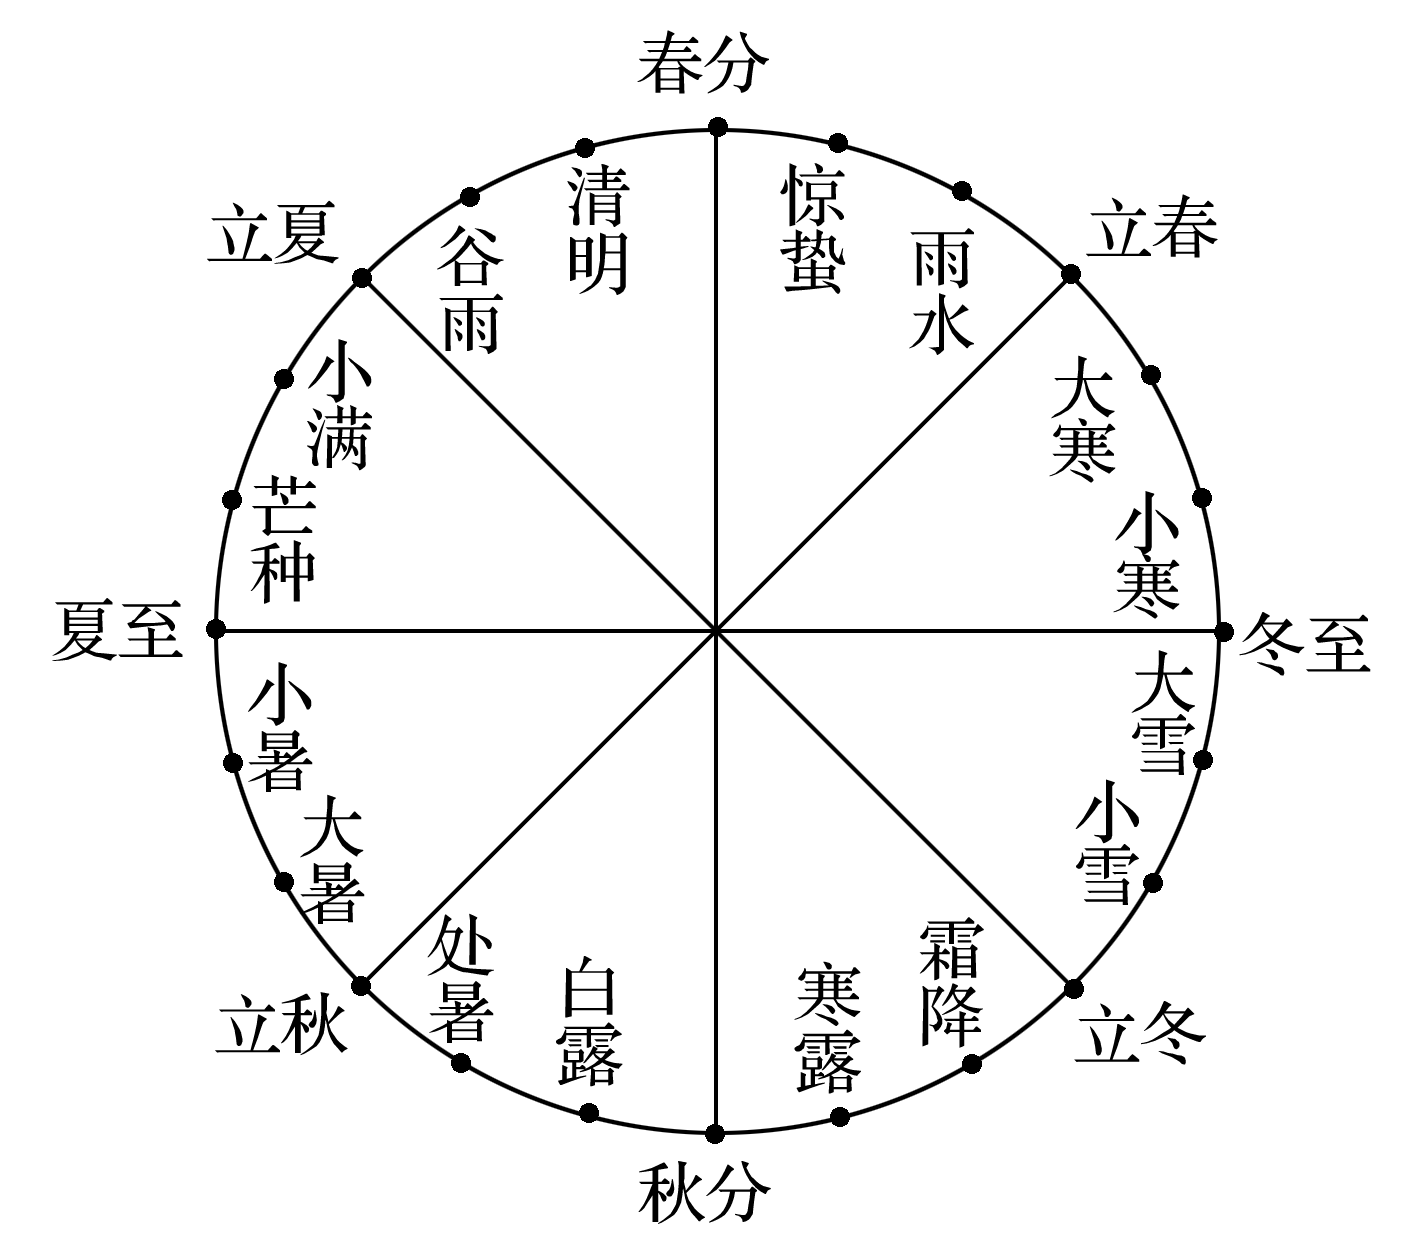 春分
清明
惊蛰
立夏
谷雨
雨水
立春
小满
大寒
芒种
小寒
夏至
冬至
小暑
大雪
大暑
小雪
处暑
霜降
白露
寒露
立秋
立冬
秋分